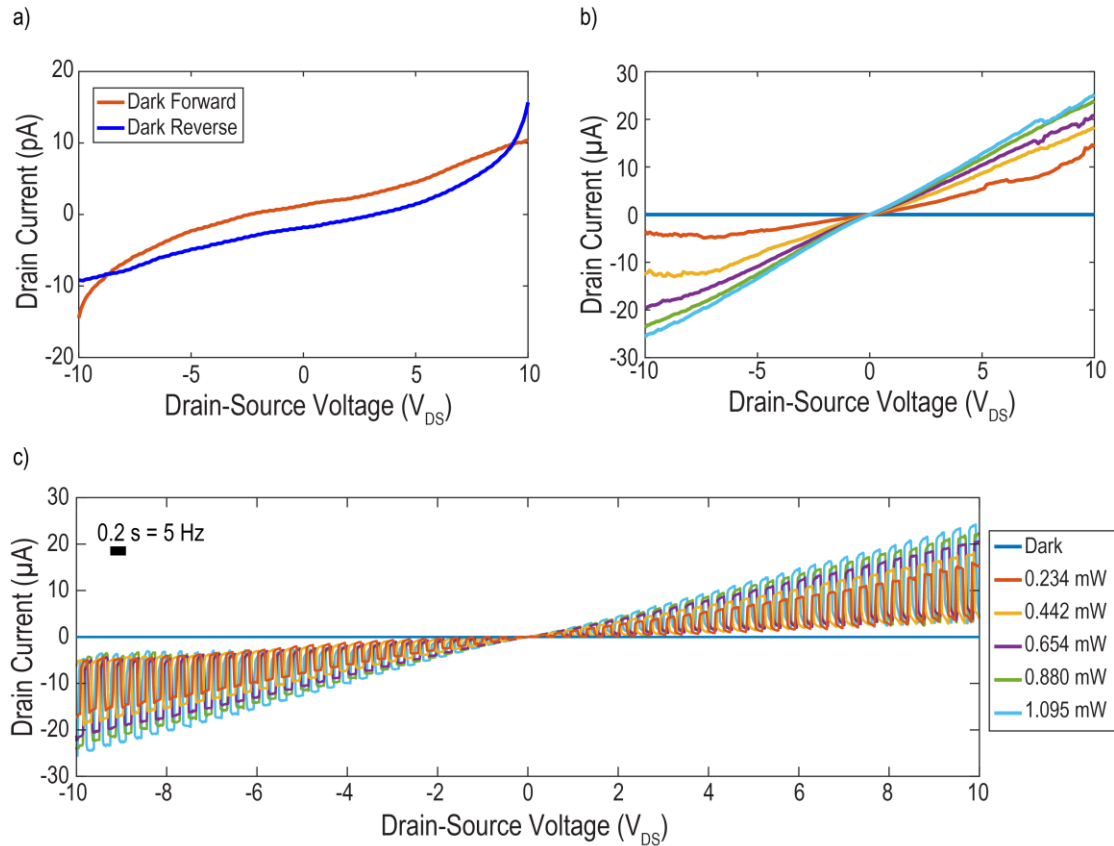 a)
20
10
0
-10
-20
Drain Current (pA)
Dark Forward
Dark Reverse
-10 -5 0 5 10
Drain-Source Voltage (V_DS)
b)
30
20
10
0
-10
-20
-30
Drain Current (µA)
-10 -5 0 5 10
Drain-Source Voltage (V_DS)
c)
30
20
10
0
-10
-20
-30
Drain Current (µA)
0.2 s = 5 Hz
-10 -8 -6 -4 -2 0 2 4 6 8 10
Drain-Source Voltage (V_DS)
Dark
0.234 mW
0.442 mW
0.654 mW
0.880 mW
1.095 mW